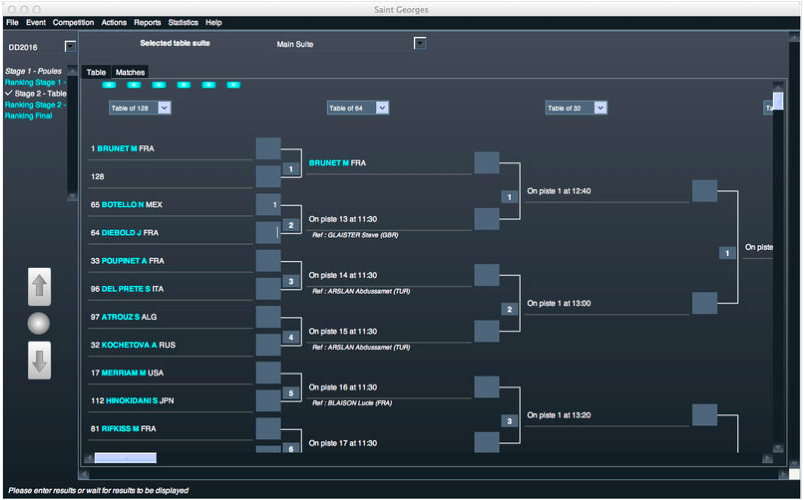 Saint Georges
File Event Competition Actions Reports Statistics Help
DD2016
Selected table suite
Main Suite
Stage 1 - Poules
Ranking Stage 1 -
Stage 2 - Table
Ranking Stage 2 -
Ranking Final
Table Matches
Table of 128
Table of 64
Table of 32
Ta
1 BRUNET M FRA
128
1
BRUNET M FRA
65 BOTELLO N MEX
1
64 DIEBOLD J FRA
2
On piste 13 at 11:30
Ref : GLAISTER Steve (GBR)
1
On piste 1 at 12:40
33 POUPINET A FRA
96 DEL PRETE S ITA
3
On piste 14 at 11:30
Ref : ARSLAN Abdussamet (TUR)
1
On piste
97 ATROUZ S ALG
32 KOCHETOVA A RUS
4
On piste 15 at 11:30
Ref : ARSLAN Abdussamet (TUR)
2
On piste 1 at 13:00
17 MERRIAM M USA
112 HINOKIDANI S JPN
5
On piste 16 at 11:30
Ref : BLAISON Lucie (FRA)
81 RIFKISS M FRA
6
On piste 17 at 11:30
3
On piste 1 at 13:20
Please enter results or wait for results to be displayed